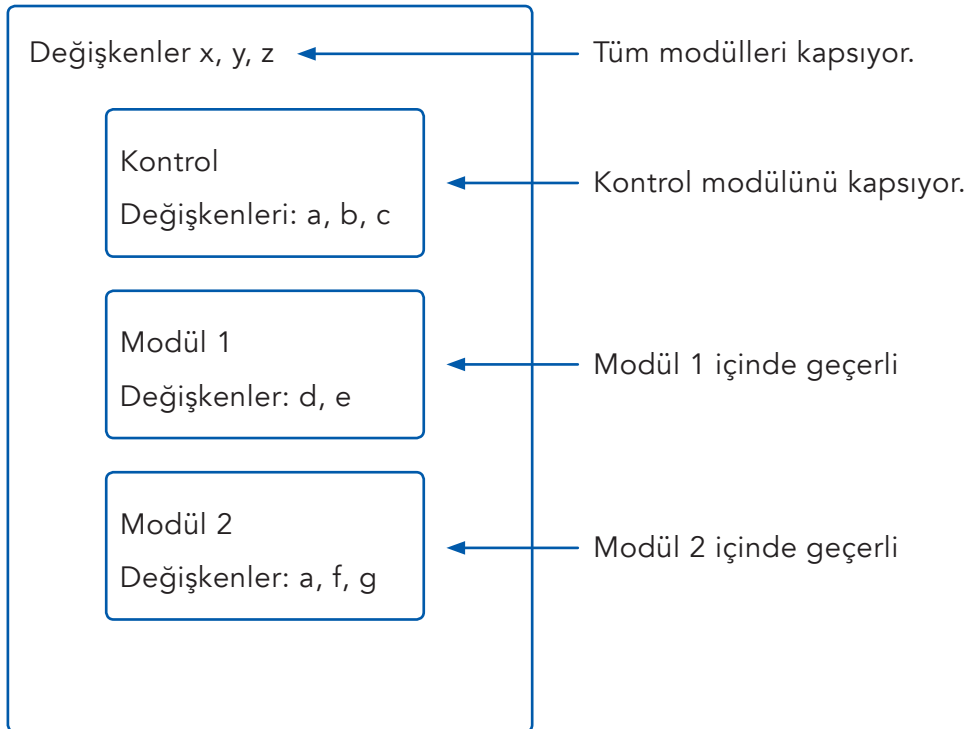 Değişkenler x, y, z
Tüm modülleri kapsıyor.
Kontrol
Değişkenleri: a, b, c
Kontrol modülünü kapsıyor.
Modül 1
Değişkenler: d, e
Modül 1 içinde geçerli
Modül 2
Değişkenler: a, f, g
Modül 2 içinde geçerli